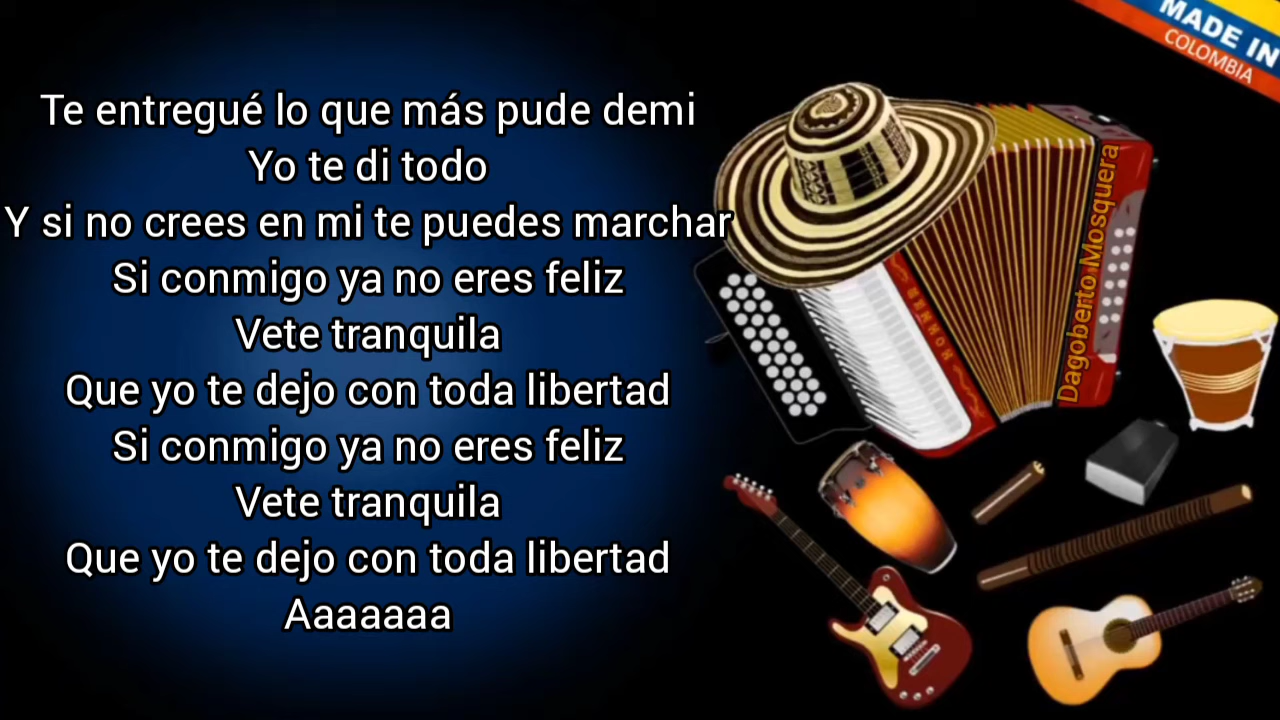 Te entregué lo que más pude demi
Yo te di todo
Y si no crees en mi te puedes marchar
Si conmigo ya no eres feliz
Vete tranquila
Que yo te dejo con toda libertad
Si conmigo ya no eres feliz
Vete tranquila
Que yo te dejo con toda libertad
Aaaaaaa
MADE IN
COLOMBIA
Dagoberto Mosquera
HOHNER